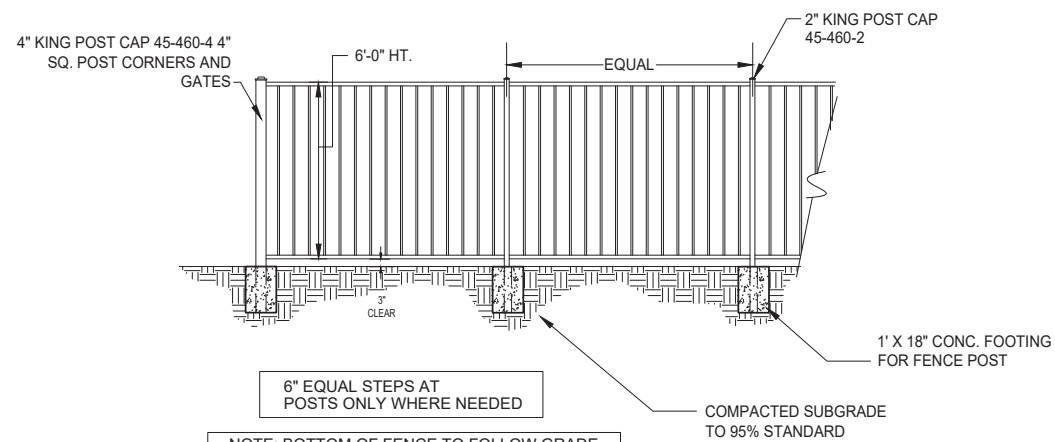 4" KING POST CAP 45-460-4 4"
SQ. POST CORNERS AND
GATES
6'-0" HT.
EQUAL
2" KING POST CAP
45-460-2
3"
CLEAR
1' X 18" CONC. FOOTING
FOR FENCE POST
6" EQUAL STEPS AT
POSTS ONLY WHERE NEEDED
COMPACTED SUBGRADE
TO 95% STANDARD
NOTE: BOTTOM OF FENCE TO FOLLOW GRADE